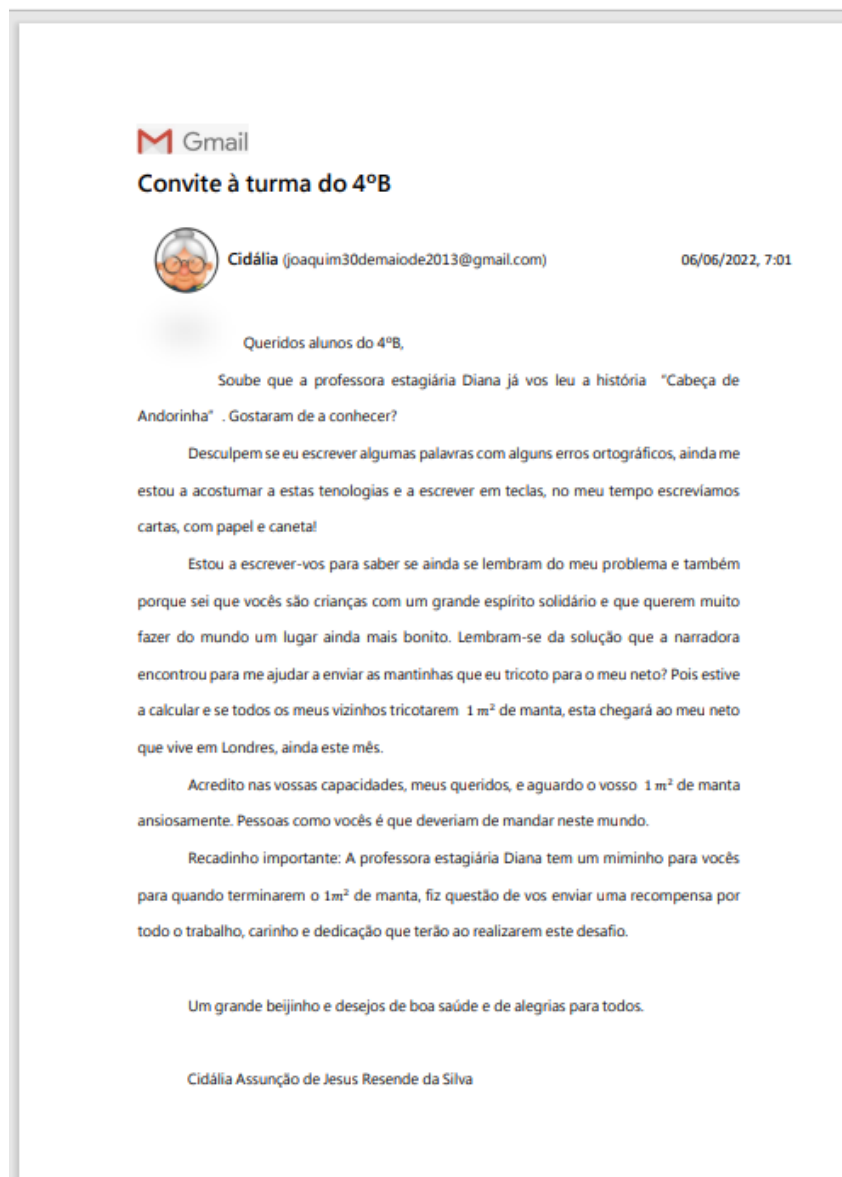 Gmail
Convite à turma do 4ºB
Cidália (joaquim30demaiode2013@gmail.com) 06/06/2022, 7:01
Queridos alunos do 4ºB,
Soube que a professora estagiária Diana já vos leu a história "Cabeça de
Andorinha" . Gostaram de a conhecer?
Desculpem se eu escrever algumas palavras com alguns erros ortográficos, ainda me
estou a acostumar a estas tenologias e a escrever em teclas, no meu tempo escrevíamos
cartas, com papel e caneta!
Estou a escrever-vos para saber se ainda se lembram do meu problema e também
porque sei que vocês são crianças com um grande espírito solidário e que querem muito
fazer do mundo um lugar ainda mais bonito. Lembram-se da solução que a narradora
encontrou para me ajudar a enviar as mantinhas que eu tricoto para o meu neto? Pois estive
a calcular e se todos os meus vizinhos tricotarem 1 m² de manta, esta chegará ao meu neto
que vive em Londres, ainda este mês.
Acredito nas vossas capacidades, meus queridos, e aguardo o vosso 1 m² de manta
ansiosamente. Pessoas como vocês é que deveriam de mandar neste mundo.
Recadinho importante: A professora estagiária Diana tem um miminho para vocês
para quando terminarem o 1m² de manta, fiz questão de vos enviar uma recompensa por
todo o trabalho, carinho e dedicação que terão ao realizarem este desafio.
Um grande beijinho e desejos de boa saúde e de alegrias para todos.
Cidália Assunção de Jesus Resende da Silva